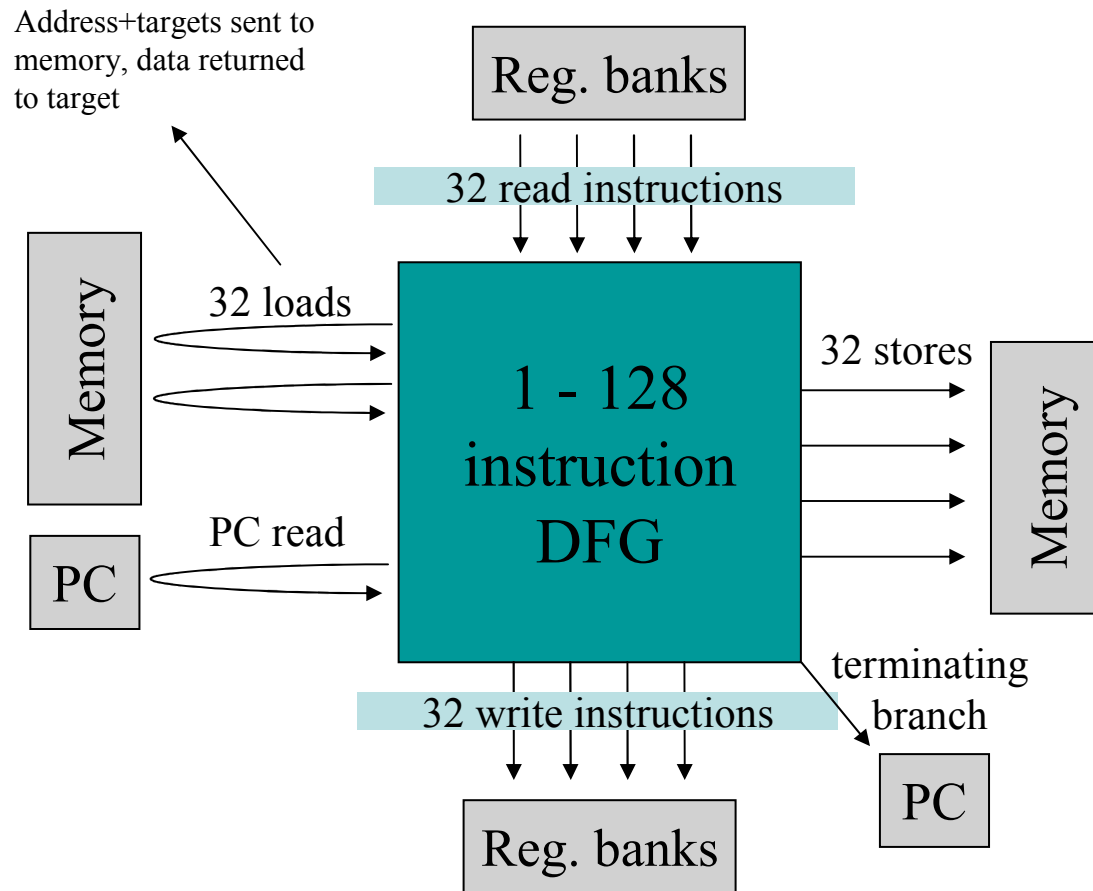 Address+targets sent to
memory, data returned
to target
Reg. banks
32 read instructions
Memory
32 loads
PC read
PC
1 - 128
instruction
DFG
32 stores
Memory
32 write instructions
terminating
branch
PC
Reg. banks